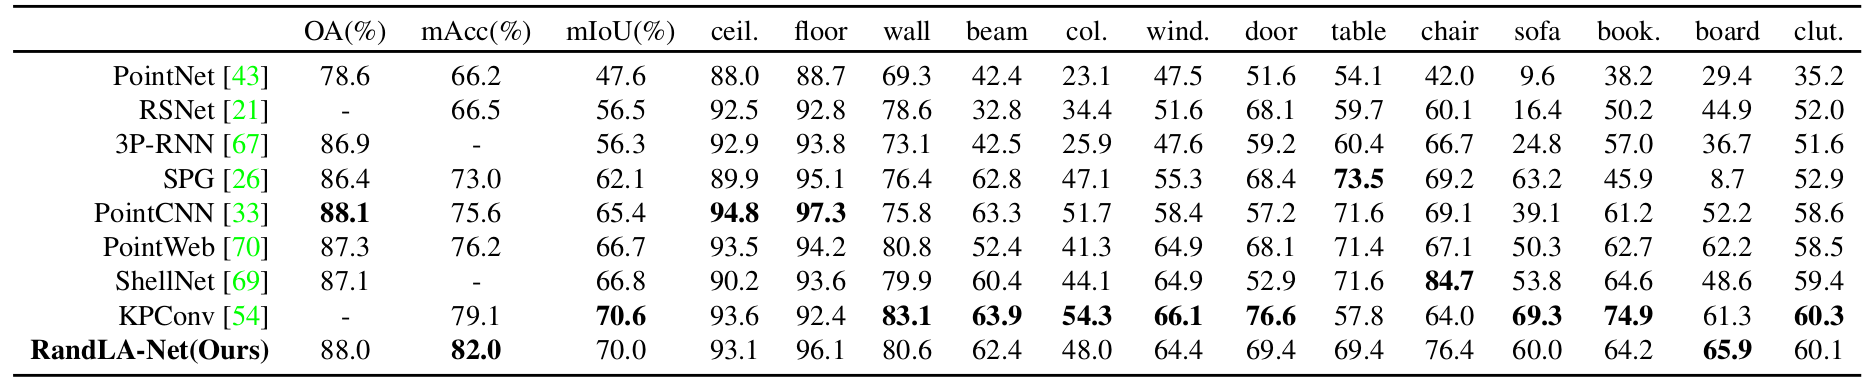 OA(%) mAcc(%) mIoU(%) ceil. floor wall beam col. wind. door table chair sofa book. board clut.
PointNet [43] 78.6 66.2 47.6 88.0 88.7 69.3 42.4 23.1 47.5 51.6 54.1 42.0 9.6 38.2 29.4 35.2
RSNet [21] - 66.5 56.5 92.5 92.8 78.6 32.8 34.4 51.6 68.1 59.7 60.1 16.4 50.2 44.9 52.0
3P-RNN [67] 86.9 - 56.3 92.9 93.8 73.1 42.5 25.9 47.6 59.2 60.4 66.7 24.8 57.0 36.7 51.6
SPG [26] 86.4 73.0 62.1 89.9 95.1 76.4 62.8 47.1 55.3 68.4 73.5 69.2 63.2 45.9 8.7 52.9
PointCNN [33] 88.1 75.6 65.4 94.8 97.3 75.8 63.3 51.7 58.4 57.2 71.6 69.1 39.1 61.2 52.2 58.6
PointWeb [70] 87.3 76.2 66.7 93.5 94.2 80.8 52.4 41.3 64.9 68.1 71.4 67.1 50.3 62.7 62.2 58.5
ShellNet [69] 87.1 - 66.8 90.2 93.6 79.9 60.4 44.1 64.9 52.9 71.6 84.7 53.8 64.6 48.6 59.4
KPConv [54] - 79.1 70.6 93.6 92.4 83.1 63.9 54.3 66.1 76.6 57.8 64.0 69.3 74.9 61.3 60.3
RandLA-Net(Ours) 88.0 82.0 70.0 93.1 96.1 80.6 62.4 48.0 64.4 69.4 69.4 76.4 60.0 64.2 65.9 60.1